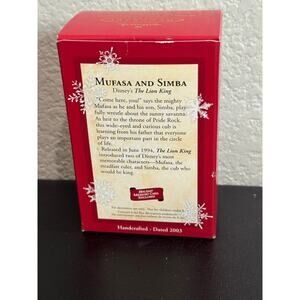 MUFASA AND SIMBA
Disney's The Lion King
"Come here, you!" says the mighty
Mufasa as he and his son, Simba, play-
fully wrestle about the sunny savanna.
As heir to the throne of Pride Rock,
this wide-eyed and curious cub is
learning from his father that everyone
plays an important part in the circle
of life.
Released in June 1994, The Lion King
introduced two of Disney's most
memorable characters—Mufasa, the
steadfast ruler, and Simba, the cub who
would be king.
HOLIDAY
MEMORY CARD
INCLUDED
Handcrafted - Dated 2003